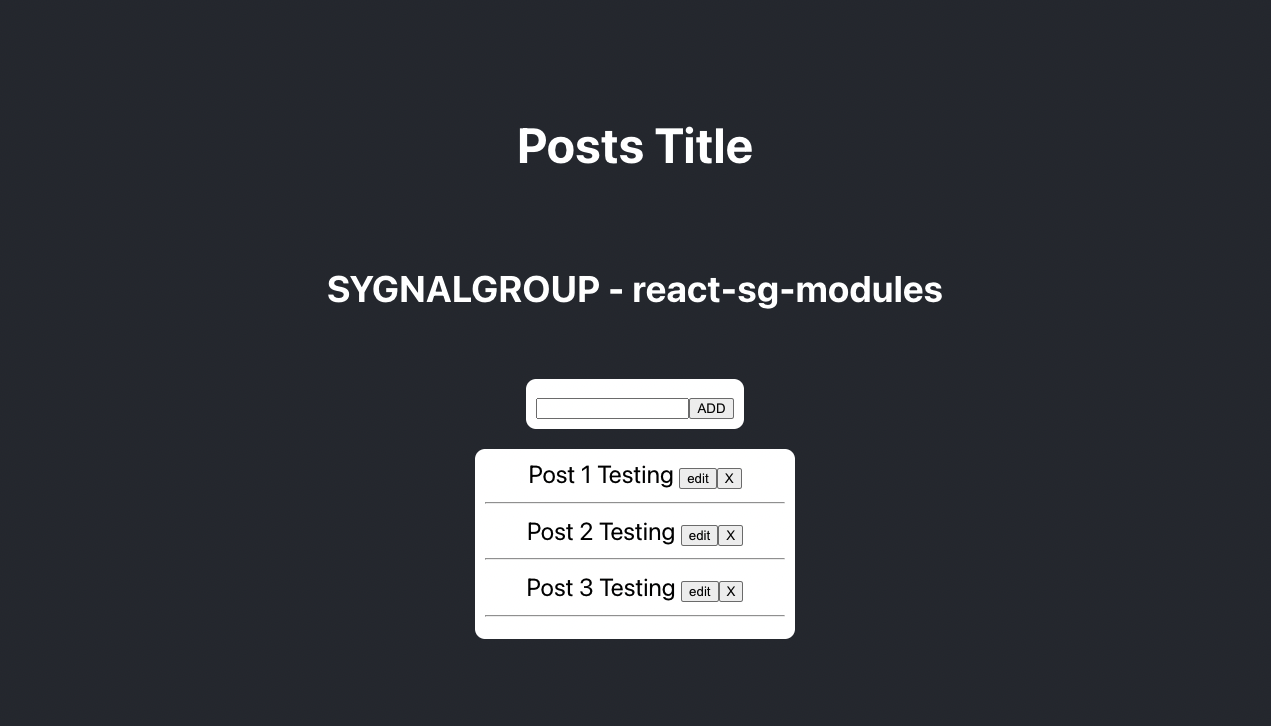 Posts Title
SYGNALGROUP - react-sg-modules
ADD
Post 1 Testing edit X
Post 2 Testing edit X
Post 3 Testing edit X